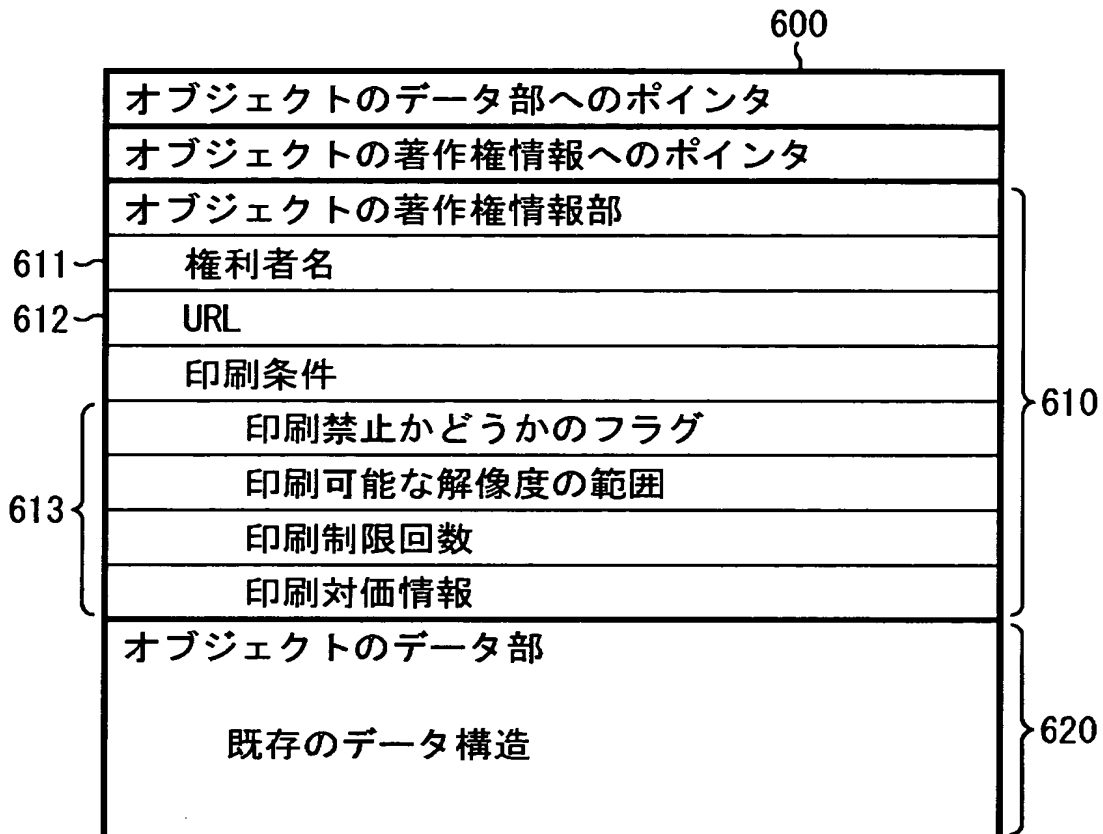 600
オブジェクトのデータ部へのポインタ
オブジェクトの著作権情報へのポインタ
オブジェクトの著作権情報部
611 権利者名
612 URL
印刷条件
610
印刷禁止かどうかのフラグ
印刷可能な解像度の範囲
613
印刷制限回数
印刷対価情報
オブジェクトのデータ部
既存のデータ構造
620